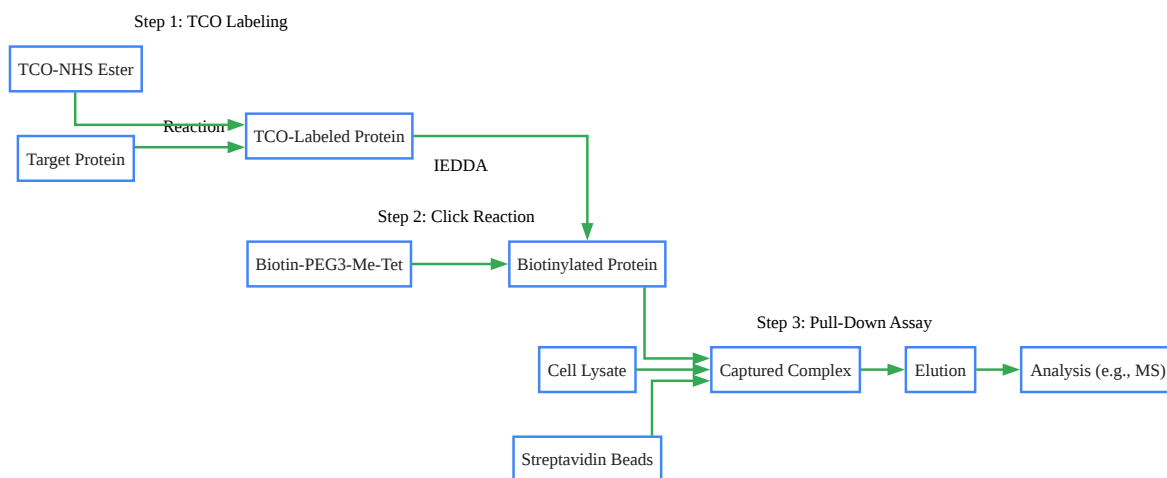 Step 1: TCO Labeling
TCO-NHS Ester
Reaction
TCO-Labeled Protein
Target Protein
IEDDA
Step 2: Click Reaction
Biotin-PEG3-Me-Tet
Biotinylated Protein
Step 3: Pull-Down Assay
Cell Lysate
Captured Complex
Elution
Analysis (e.g., MS)
Streptavidin Beads